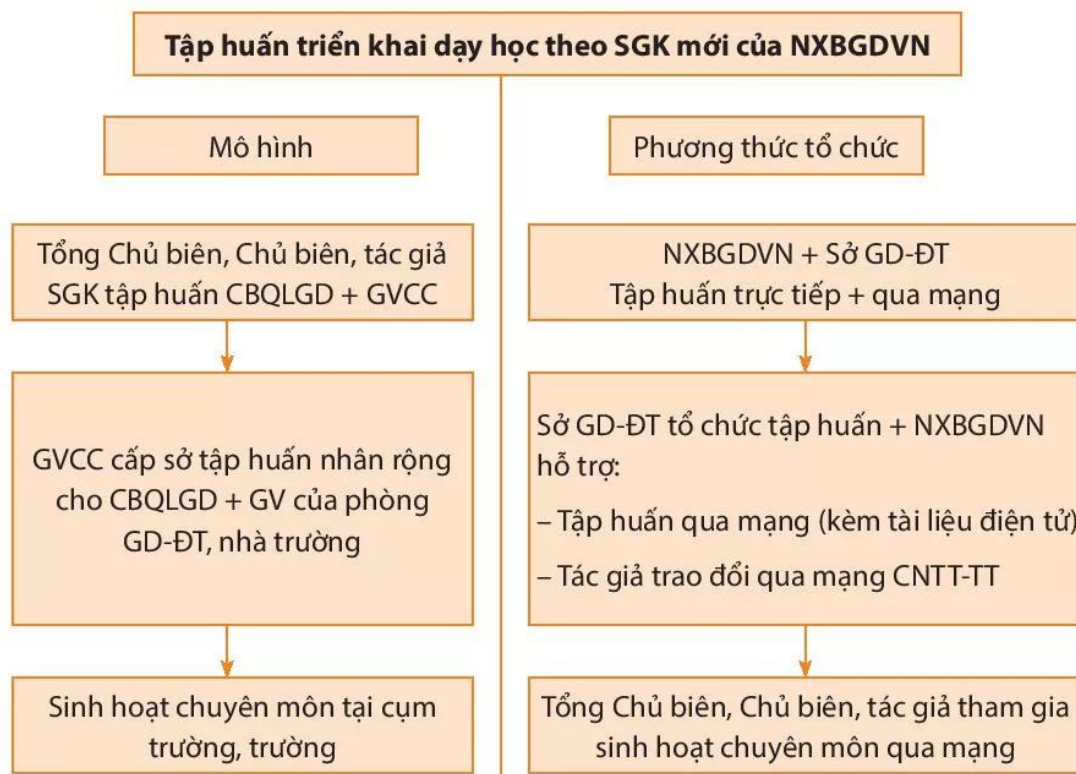 Tập huấn triển khai dạy học theo SGK mới của NXBGDVN
Mô hình
Tổng Chủ biên, Chủ biên, tác giả
SGK tập huấn CBQLGD + GVCC
GVCC cấp sở tập huấn nhân rộng
cho CBQLGD + GV của phòng
GD-ĐT, nhà trường
Sinh hoạt chuyên môn tại cụm
trường, trường
Phương thức tổ chức
NXBGDVN + Sở GD-ĐT
Tập huấn trực tiếp + qua mạng
Sở GD-ĐT tổ chức tập huấn + NXBGDVN
hỗ trợ:
– Tập huấn qua mạng (kèm tài liệu điện tử)
– Tác giả trao đổi qua mạng CNTT-TT
Tổng Chủ biên, Chủ biên, tác giả tham gia
sinh hoạt chuyên môn qua mạng